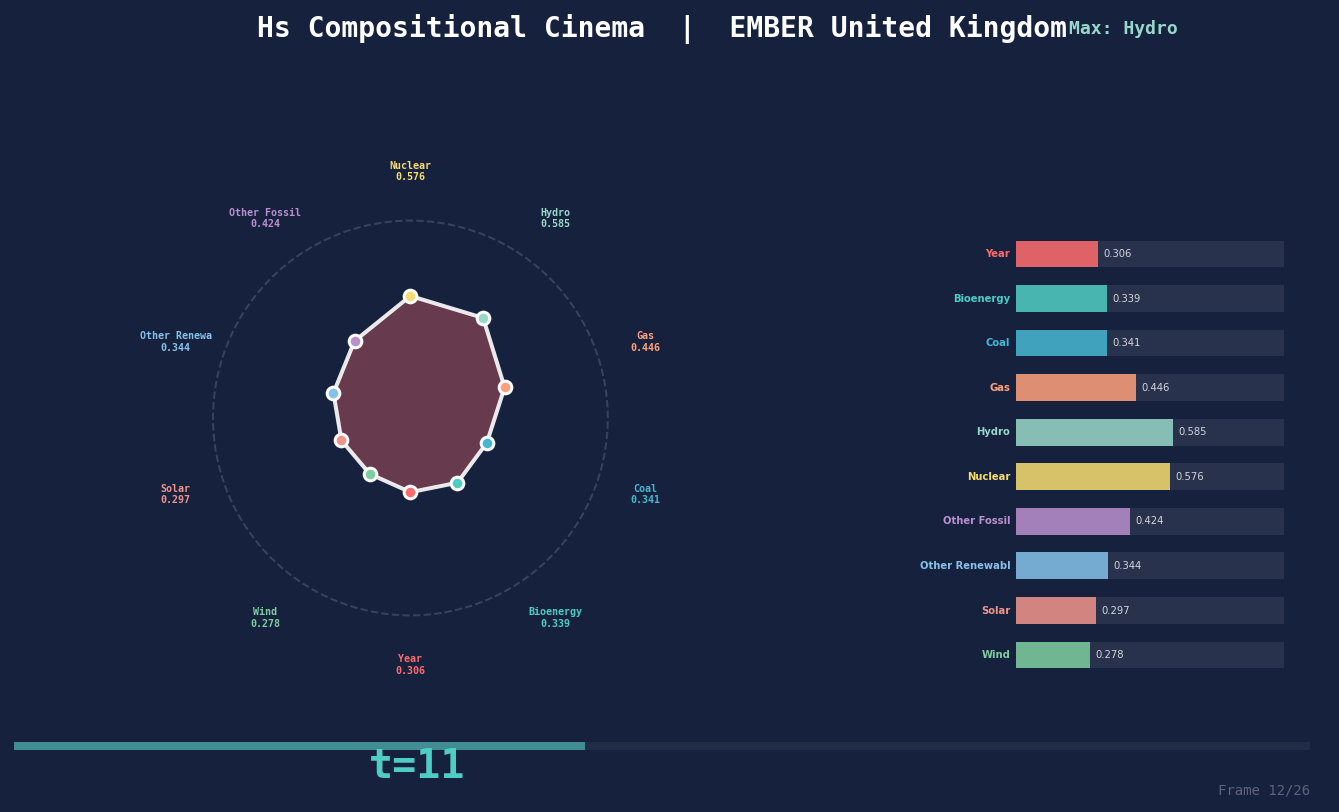 Hs Compositional Cinema  |  EMBER United Kingdom
Max: Hydro
Nuclear
0.576
Other Fossil
0.424
Hydro
0.585
Other Renewa
0.344
Gas
0.446
Solar
0.297
Coal
0.341
Wind
0.278
Bioenergy
0.339
Year
0.306
Year 0.306
Bioenergy 0.339
Coal 0.341
Gas 0.446
Hydro 0.585
Nuclear 0.576
Other Fossil 0.424
Other Renewabl 0.344
Solar 0.297
Wind 0.278
t=11
Frame 12/26